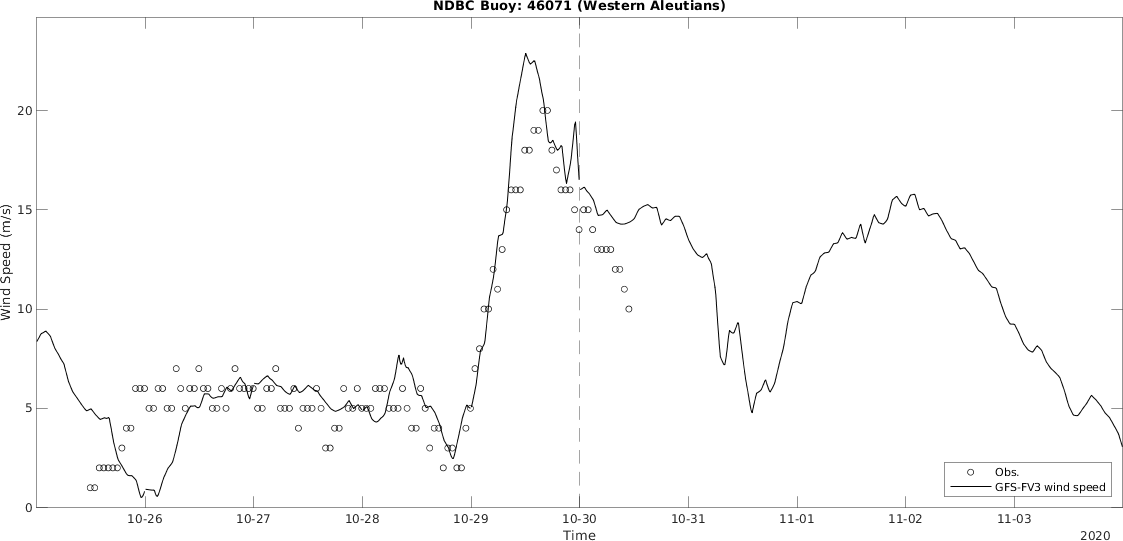 NDBC Buoy: 46071 (Western Aleutians)
Wind Speed (m/s)
20
15
10
5
0
10-26 10-27 10-28 10-29 10-30 10-31 11-01 11-02 11-03
Time
2020
Obs.
GFS-FV3 wind speed